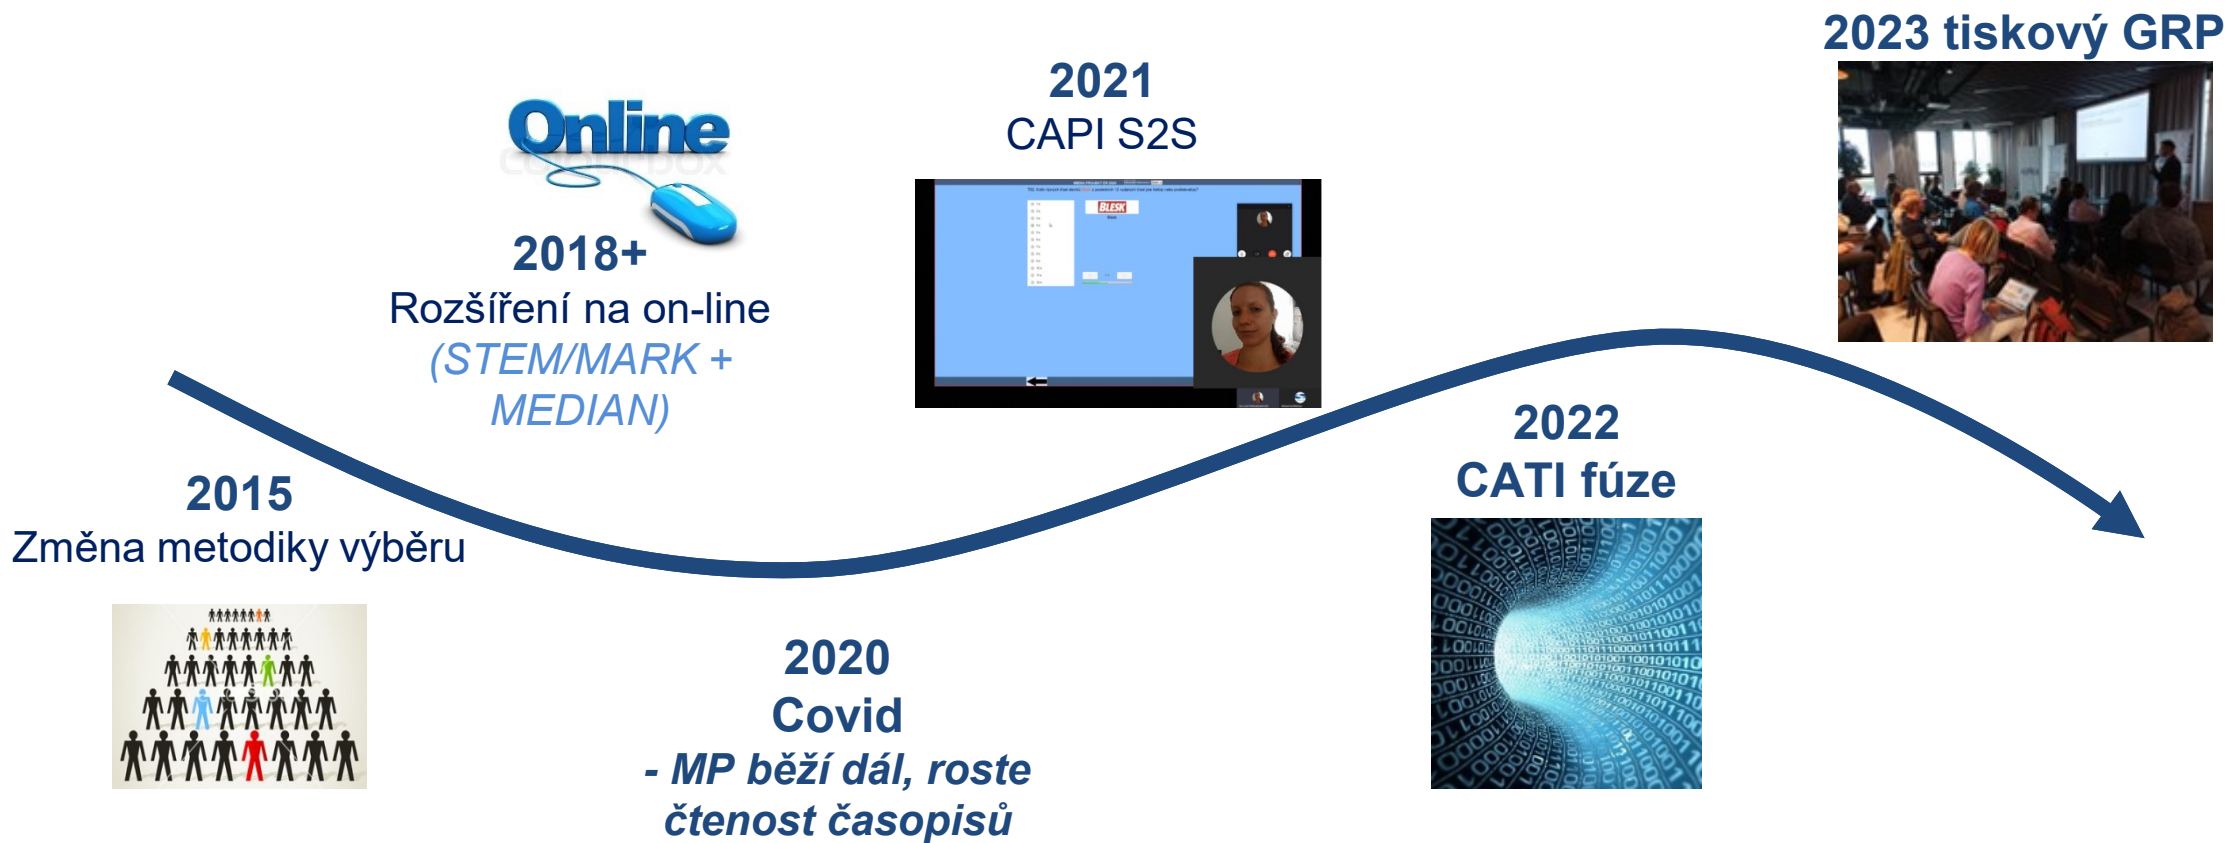 2015
Změna metodiky výběru
Online
2018+
Rozšíření na on-line
(STEM/MARK +
MEDIAN)
2020
Covid
- MP běží dál, roste
čtenost časopisů
2021
CAPI S2S
BLESK
Blesk
2022
CATI fúze
2023 tiskový GRP